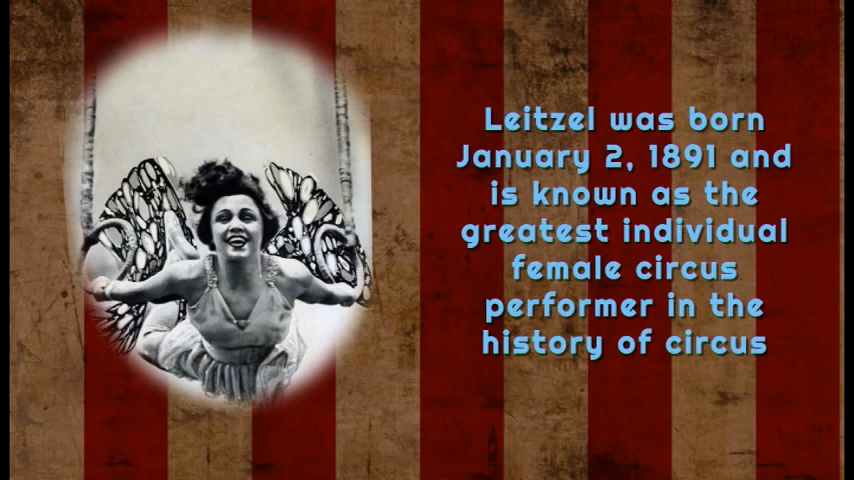 Leitzel was born
January 2, 1891 and
is known as the
greatest individual
female circus
performer in the
history of circus